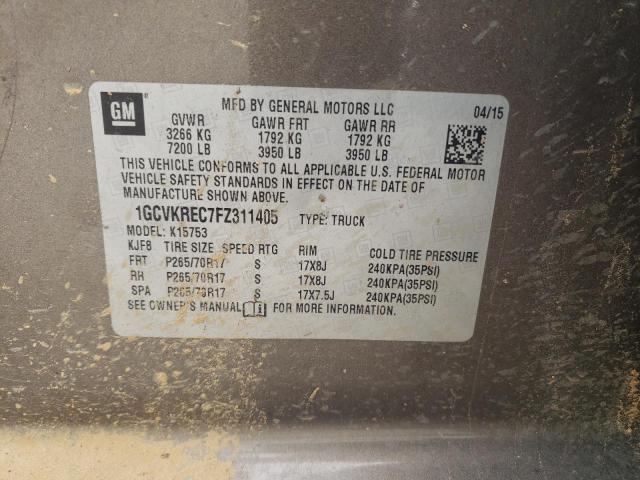 GM
MFD BY GENERAL MOTORS LLC 04/15
GVWR GAWR FRT GAWR RR
3266 KG 1792 KG 1792 KG
7200 LB 3950 LB 3950 LB
THIS VEHICLE CONFORMS TO ALL APPLICABLE U.S. FEDERAL MOTOR
VEHICLE SAFETY STANDARDS IN EFFECT ON THE DATE OF
MANUFACTURE SHOWN ABOVE.
1GCVKREC7FZ311405 TYPE: TRUCK
MODEL: K15753
KJF8 TIRE SIZE SPEED RTG RIM COLD TIRE PRESSURE
FRT P265/70R17 S 17X8J 240KPA(35PSI)
RR P265/70R17 S 17X8J 240KPA(35PSI)
SPA P265/70R17 S 17X7.5J 240KPA(35PSI)
SEE OWNER'S MANUAL FOR MORE INFORMATION